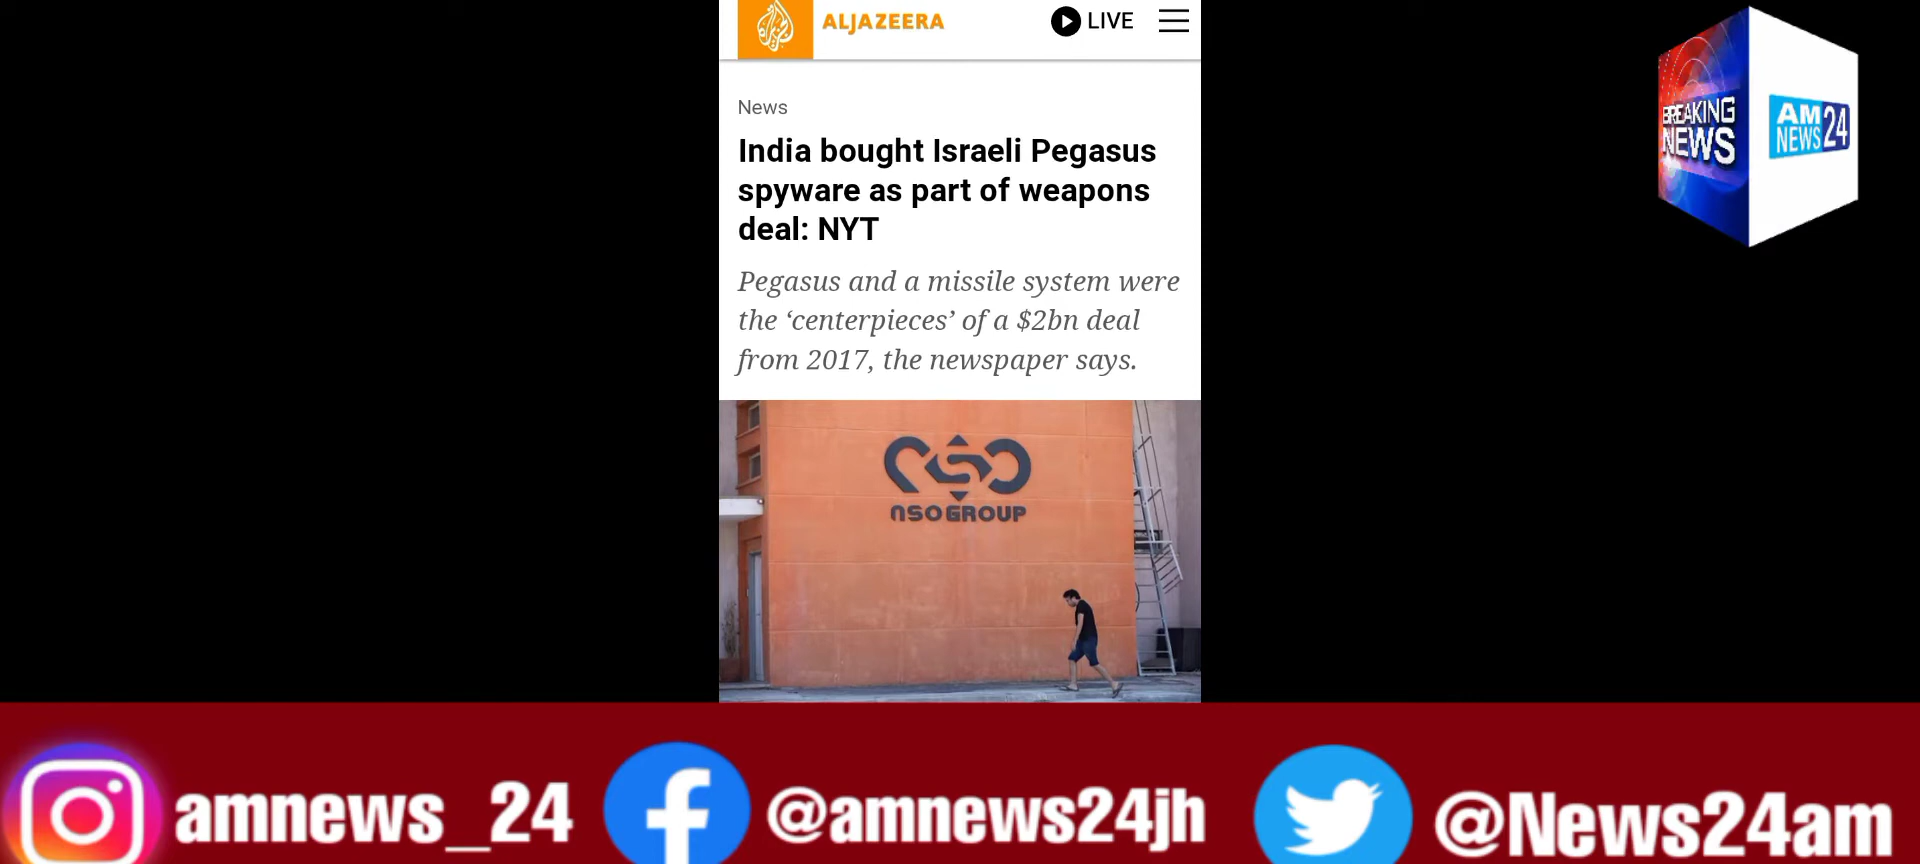 ALJAZEERA
LIVE
News
India bought Israeli Pegasus
spyware as part of weapons
deal: NYT
Pegasus and a missile system were
the ‘centerpieces’ of a $2bn deal
from 2017, the newspaper says.
NSO GROUP
BREAKING
NEWS
AM
NEWS 24
amnews_24
@amnews24jh
@News24am